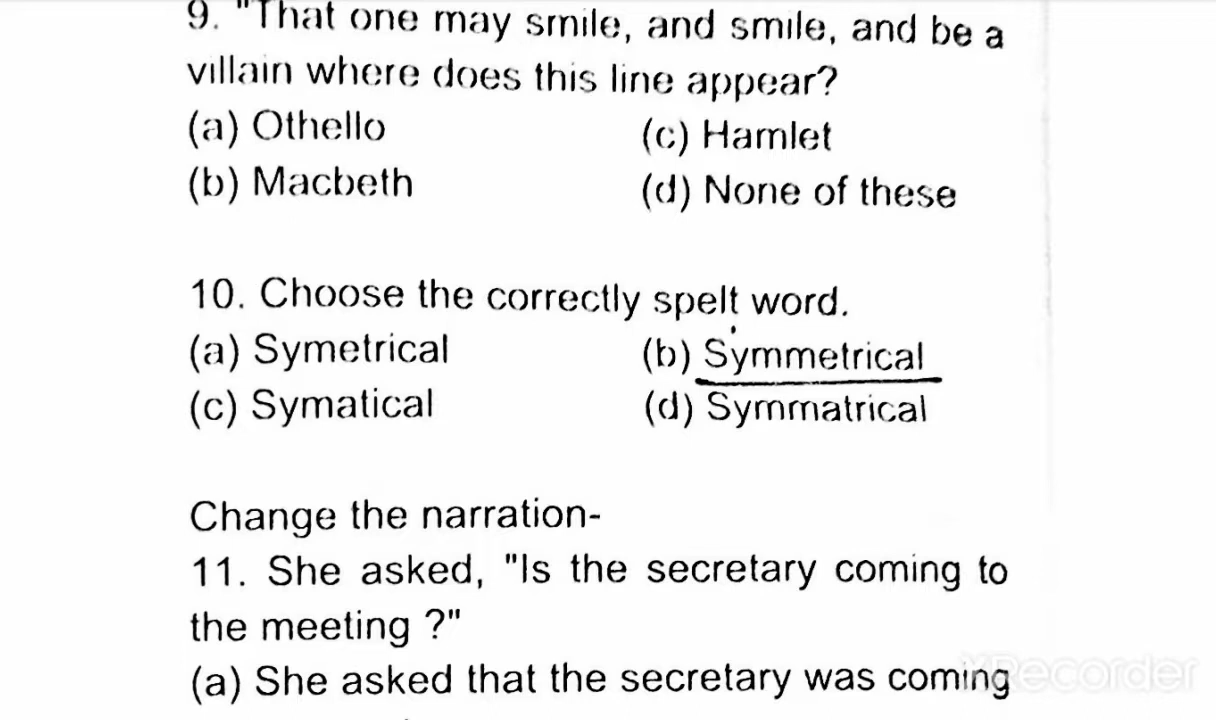 9. "That one may smile, and smile, and be a
villain where does this line appear?
(a) Othello (c) Hamlet
(b) Macbeth (d) None of these
10. Choose the correctly spelt word.
(a) Symetrical (b) Symmetrical
(c) Symatical (d) Symmatrical
Change the narration-
11. She asked, "Is the secretary coming to
the meeting ?"
(a) She asked that the secretary was coming
XRecorder